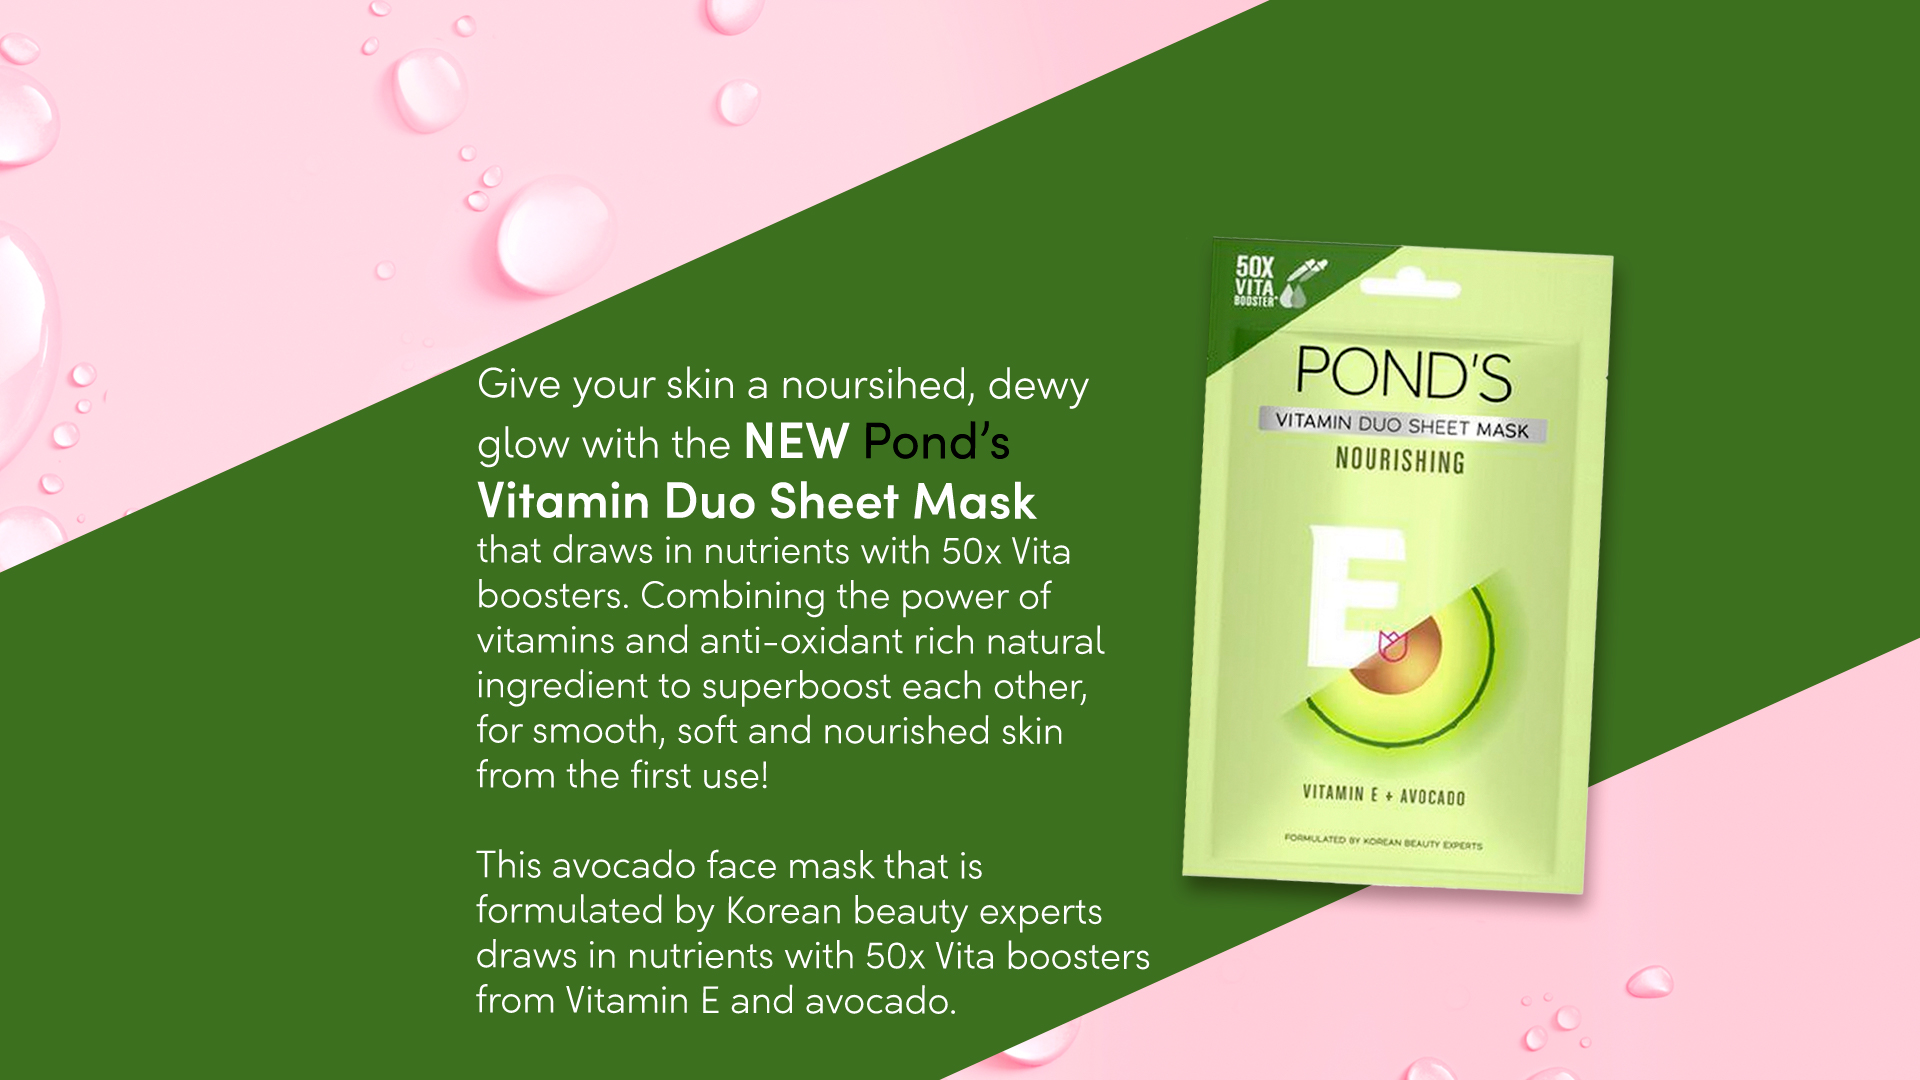 Give your skin a noursihed, dewy
glow with the NEW Pond's
Vitamin Duo Sheet Mask
that draws in nutrients with 50x Vita
boosters. Combining the power of
vitamins and anti-oxidant rich natural
ingredient to superboost each other,
for smooth, soft and nourished skin
from the first use!
This avocado face mask that is
formulated by Korean beauty experts
draws in nutrients with 50x Vita boosters
from Vitamin E and avocado.
50X
VITA
BOOSTER*
POND'S
VITAMIN DUO SHEET MASK
NOURISHING
E
VITAMIN E + AVOCADO
FORMULATED BY KOREAN BEAUTY EXPERTS